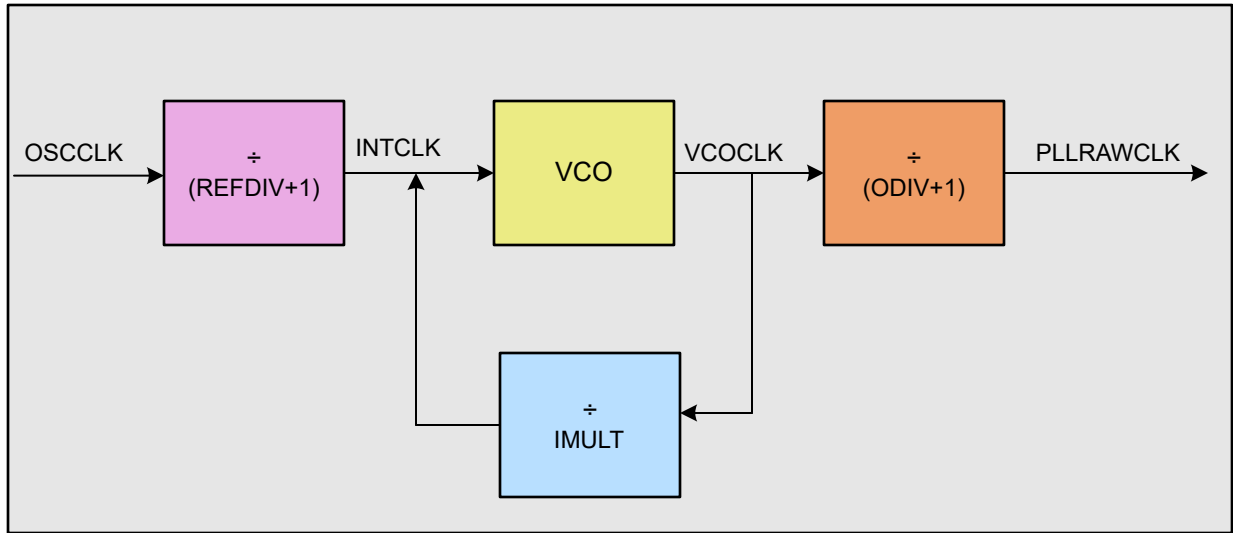 OSCCLK
÷
(REFDIV+1)
INTCLK
VCO
VCOCLK
÷
(ODIV+1)
PLLRAWCLK
÷
IMULT